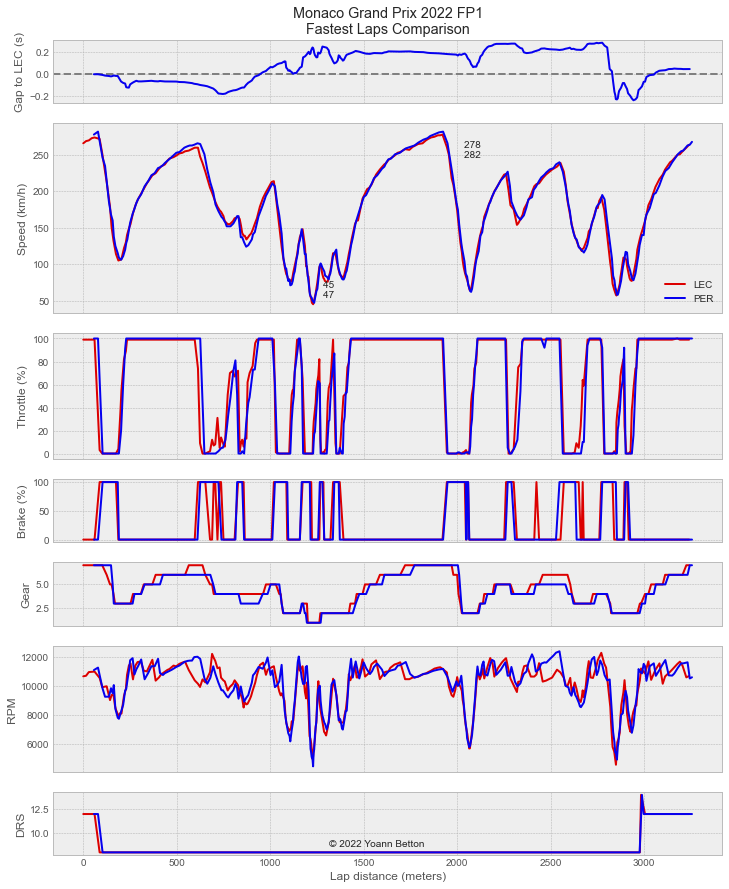 Monaco Grand Prix 2022 FP1
Fastest Laps Comparison
Gap to LEC (s)
0.2
0.0
−0.2
Speed (km/h)
250
200
150
100
50
278
282
45
47
LEC
PER
Throttle (%)
100
80
60
40
20
0
Brake (%)
100
50
0
Gear
5.0
2.5
RPM
12000
10000
8000
6000
DRS
12.5
10.0
© 2022 Yoann Betton
0 500 1000 1500 2000 2500 3000
Lap distance (meters)